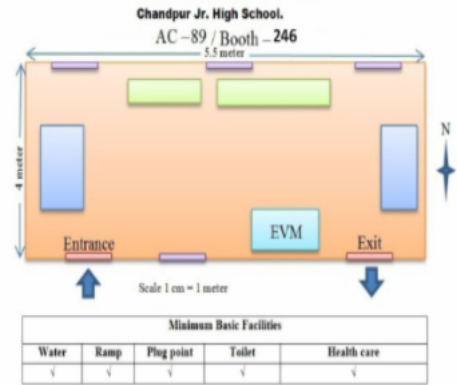 Chandpur Jr. High School.
AC –89 / Booth – 246
5.5 meter
4 meter
N
EVM
Entrance
Exit
Scale 1 cm = 1 meter
Minimum Basic Facilities
Water Ramp Plug point Toilet Health care
√ √ √ √ √